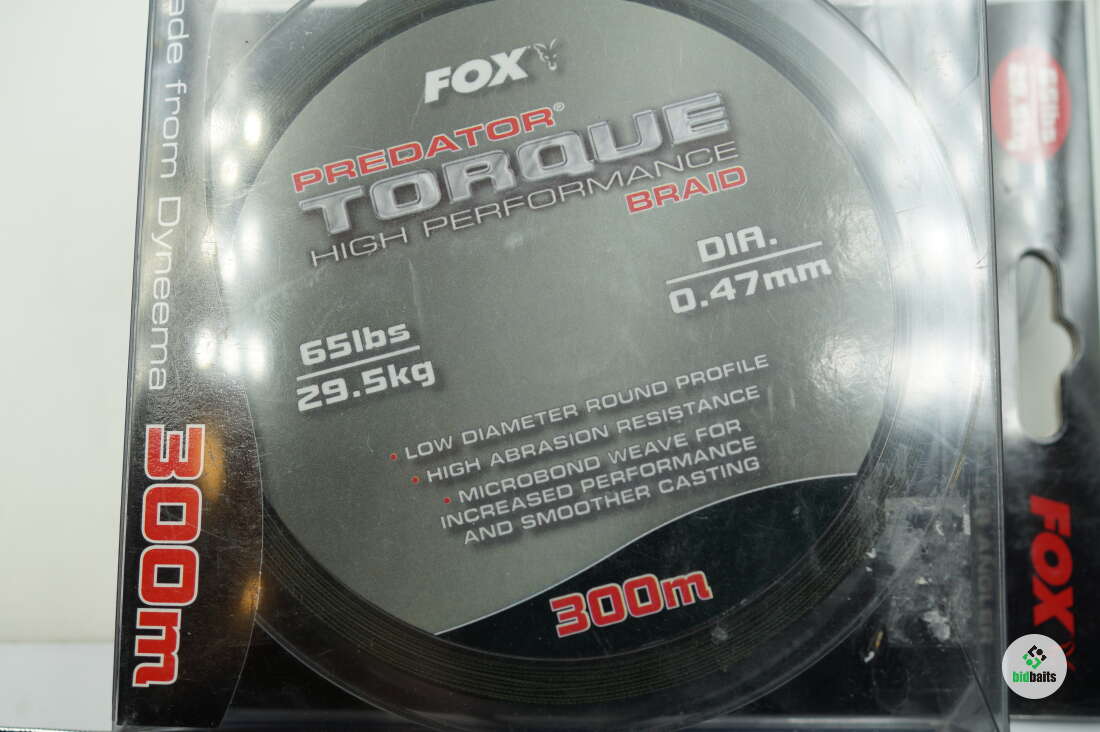 FOX
PREDATOR®
TORQUE
HIGH PERFORMANCE
BRAID
65lbs
29.5kg
DIA.
0.47mm
• LOW DIAMETER ROUND PROFILE
• HIGH ABRASION RESISTANCE
• MICROBOND WEAVE FOR
INCREASED PERFORMANCE
AND SMOOTHER CASTING
300m
ade from Dyneema
300m
FOX
bidbaits